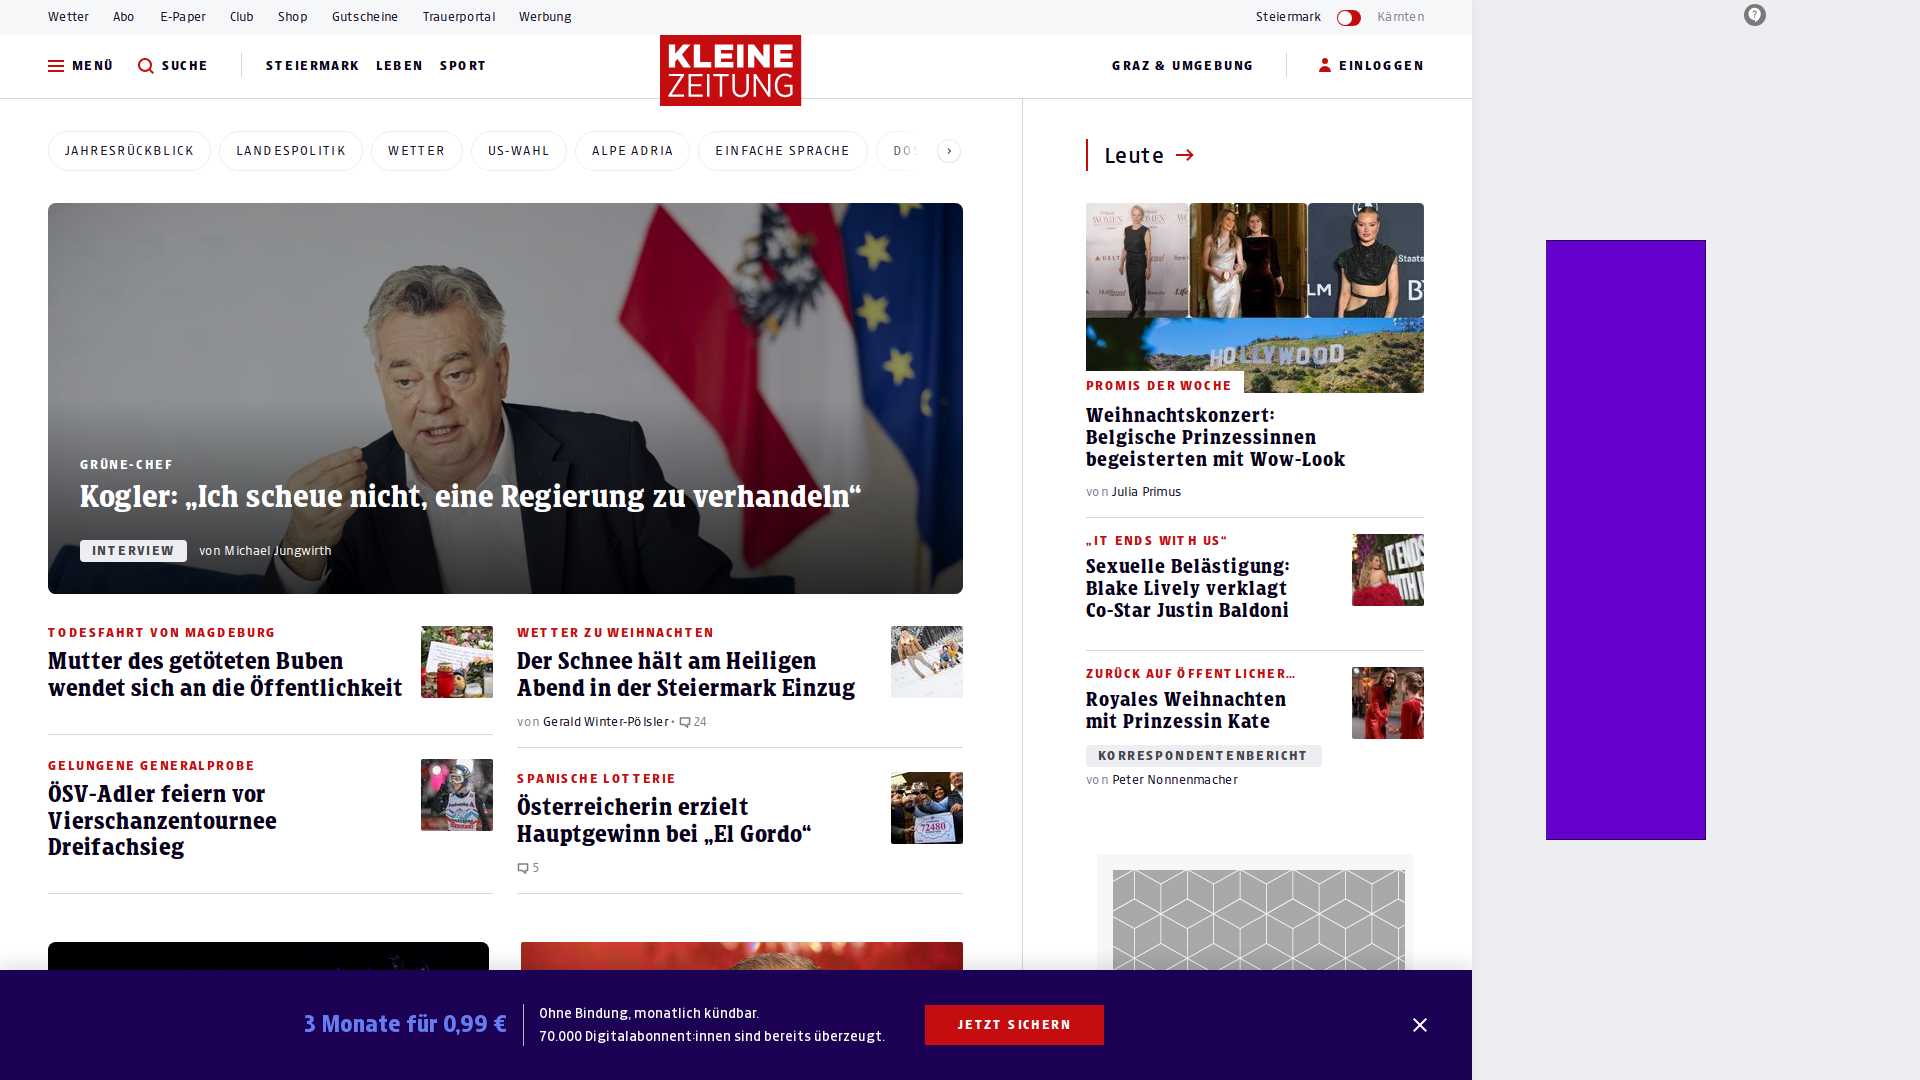 Wetter Abo E-Paper Club Shop Gutscheine Trauerportal Werbung Steiermark Kärnten
MENÜ SUCHE STEIERMARK LEBEN SPORT KLEINE ZEITUNG GRAZ & UMGEBUNG EINLOGGEN
JAHRESRÜCKBLICK LANDESPOLITIK WETTER US-WAHL ALPE ADRIA EINFACHE SPRACHE
GRÜNE-CHEF
Kogler: „Ich scheue nicht, eine Regierung zu verhandeln“
INTERVIEW von Michael Jungwirth
TODESFAHRT VON MAGDEBURG
Mutter des getöteten Buben
wendet sich an die Öffentlichkeit
GELUNGENE GENERALPROBE
ÖSV-Adler feiern vor
Vierschanzentournee
Dreifachsieg
WETTER ZU WEIHNACHTEN
Der Schnee hält am Heiligen
Abend in der Steiermark Einzug
von Gerald Winter-Pölsler • 24
SPANISCHE LOTTERIE
Österreicherin erzielt
Hauptgewinn bei „El Gordo“
72480
5
Leute
HOLLYWOOD
PROMIS DER WOCHE
Weihnachtskonzert:
Belgische Prinzessinnen
begeisterten mit Wow-Look
von Julia Primus
„IT ENDS WITH US“
Sexuelle Belästigung:
Blake Lively verklagt
Co-Star Justin Baldoni
ZURÜCK AUF ÖFFENTLICHER...
Royales Weihnachten
mit Prinzessin Kate
KORRESPONDENTENBERICHT
von Peter Nonnenmacher
3 Monate für 0,99 €
Ohne Bindung, monatlich kündbar.
70.000 Digitalabonnent:innen sind bereits überzeugt.
JETZT SICHERN